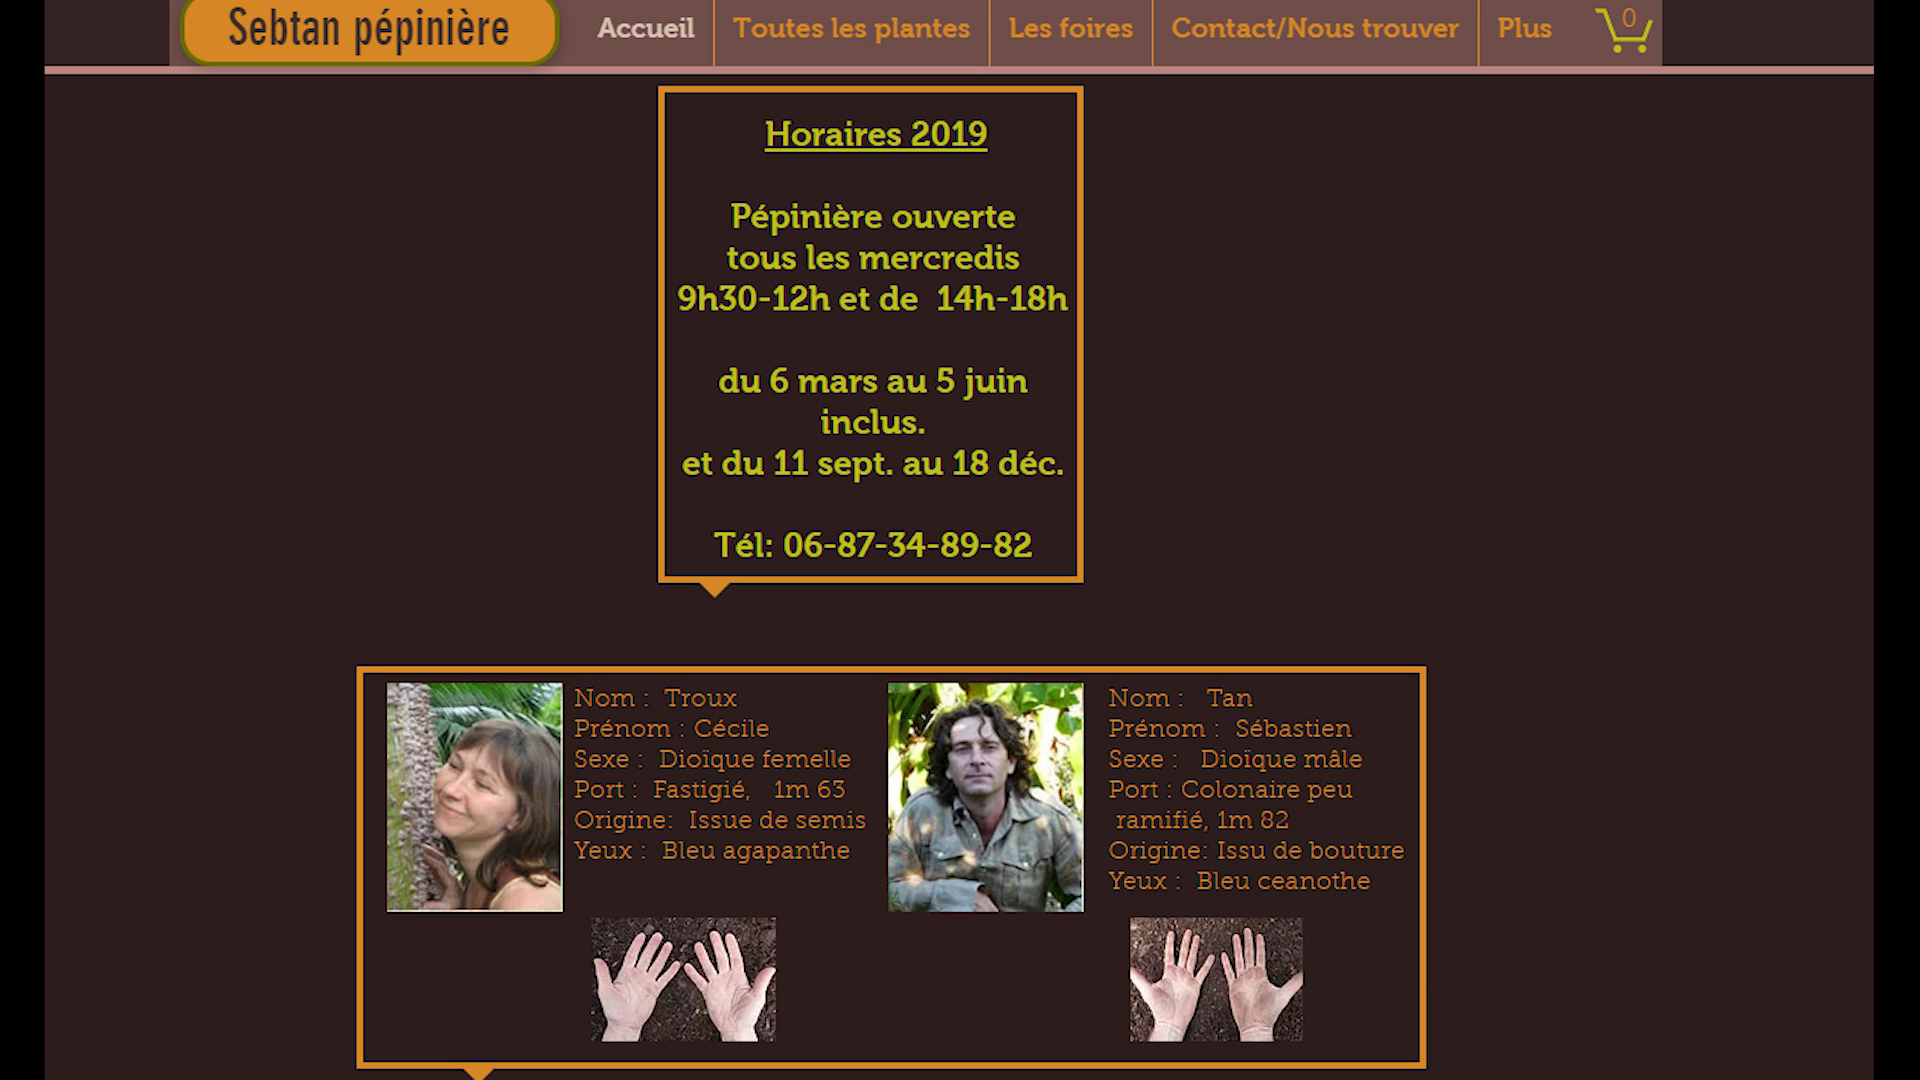 Sebtan pépinière
Accueil
Toutes les plantes
Les foires
Contact/Nous trouver
Plus
0
Horaires 2019
Pépinière ouverte
tous les mercredis
9h30-12h et de 14h-18h
du 6 mars au 5 juin
inclus.
et du 11 sept. au 18 déc.
Tél: 06-87-34-89-82
Nom : Troux
Prénom : Cécile
Sexe : Dioïque femelle
Port : Fastigié, 1m 63
Origine: Issue de semis
Yeux : Bleu agapanthe
Nom : Tan
Prénom : Sébastien
Sexe : Dioïque mâle
Port : Colonaire peu
ramifié, 1m 82
Origine: Issu de bouture
Yeux : Bleu ceanothe